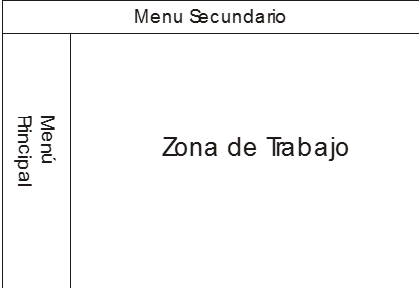 Menu Secundario
Menú
Principal
Zona de Trabajo